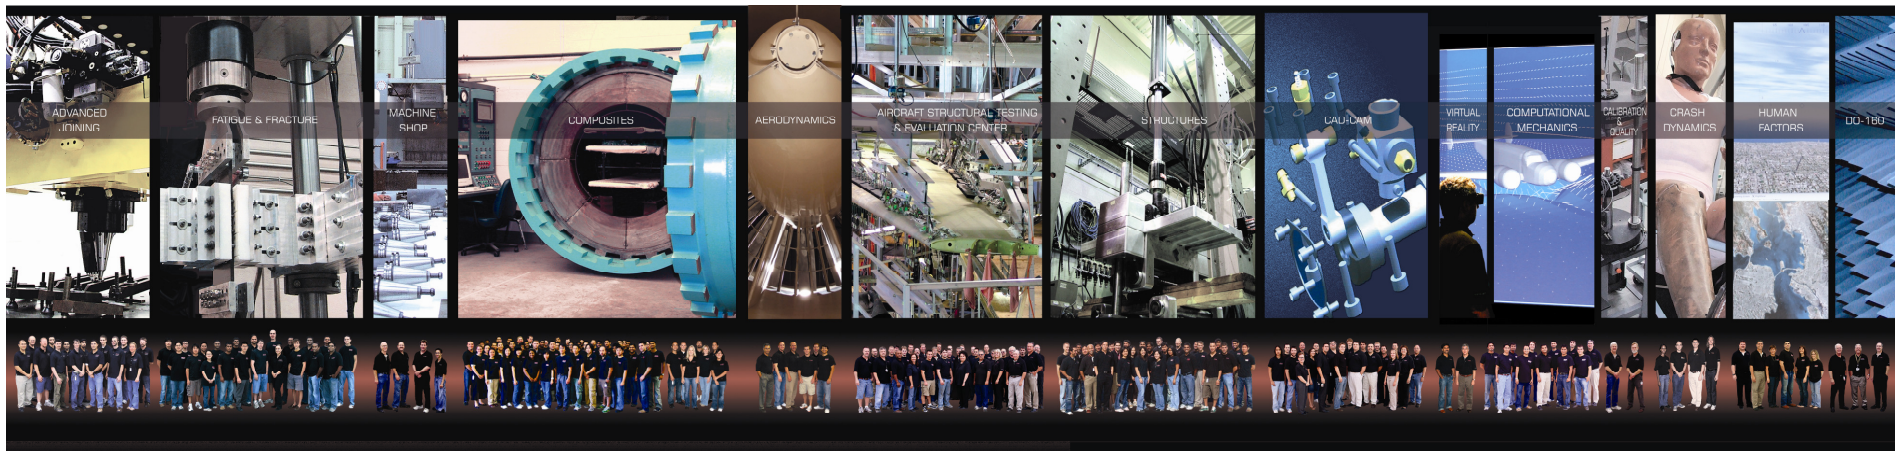 ADVANCED
JOINING
FATIGUE & FRACTURE
MACHINE
SHOP
COMPOSITES
AERODYNAMICS
AIRCRAFT STRUCTURAL TESTING
& EVALUATION CENTER
STRUCTURES
CAD-CAM
VIRTUAL
REALITY
COMPUTATIONAL
MECHANICS
CALIBRATION
&
QUALITY
CRASH
DYNAMICS
HUMAN
FACTORS
DO-160